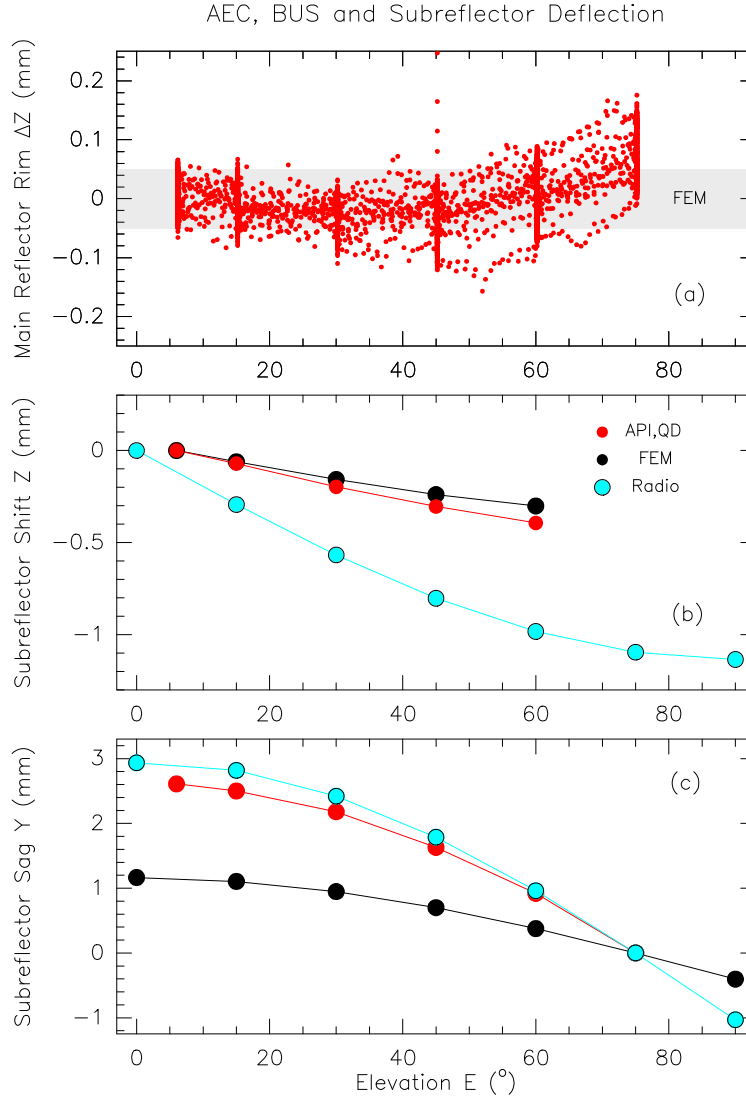 AEC, BUS and Subreflector Deflection
Main Reflector Rim ΔZ (mm)
0.2
0.1
0
−0.1
−0.2
FEM
(a)
0 20 40 60 80
Subreflector Shift Z (mm)
0
−0.5
−1
API,QD
FEM
Radio
(b)
0 20 40 60 80
Subreflector Sag Y (mm)
3
2
1
0
−1
(c)
0 20 40 60 80
Elevation E (°)